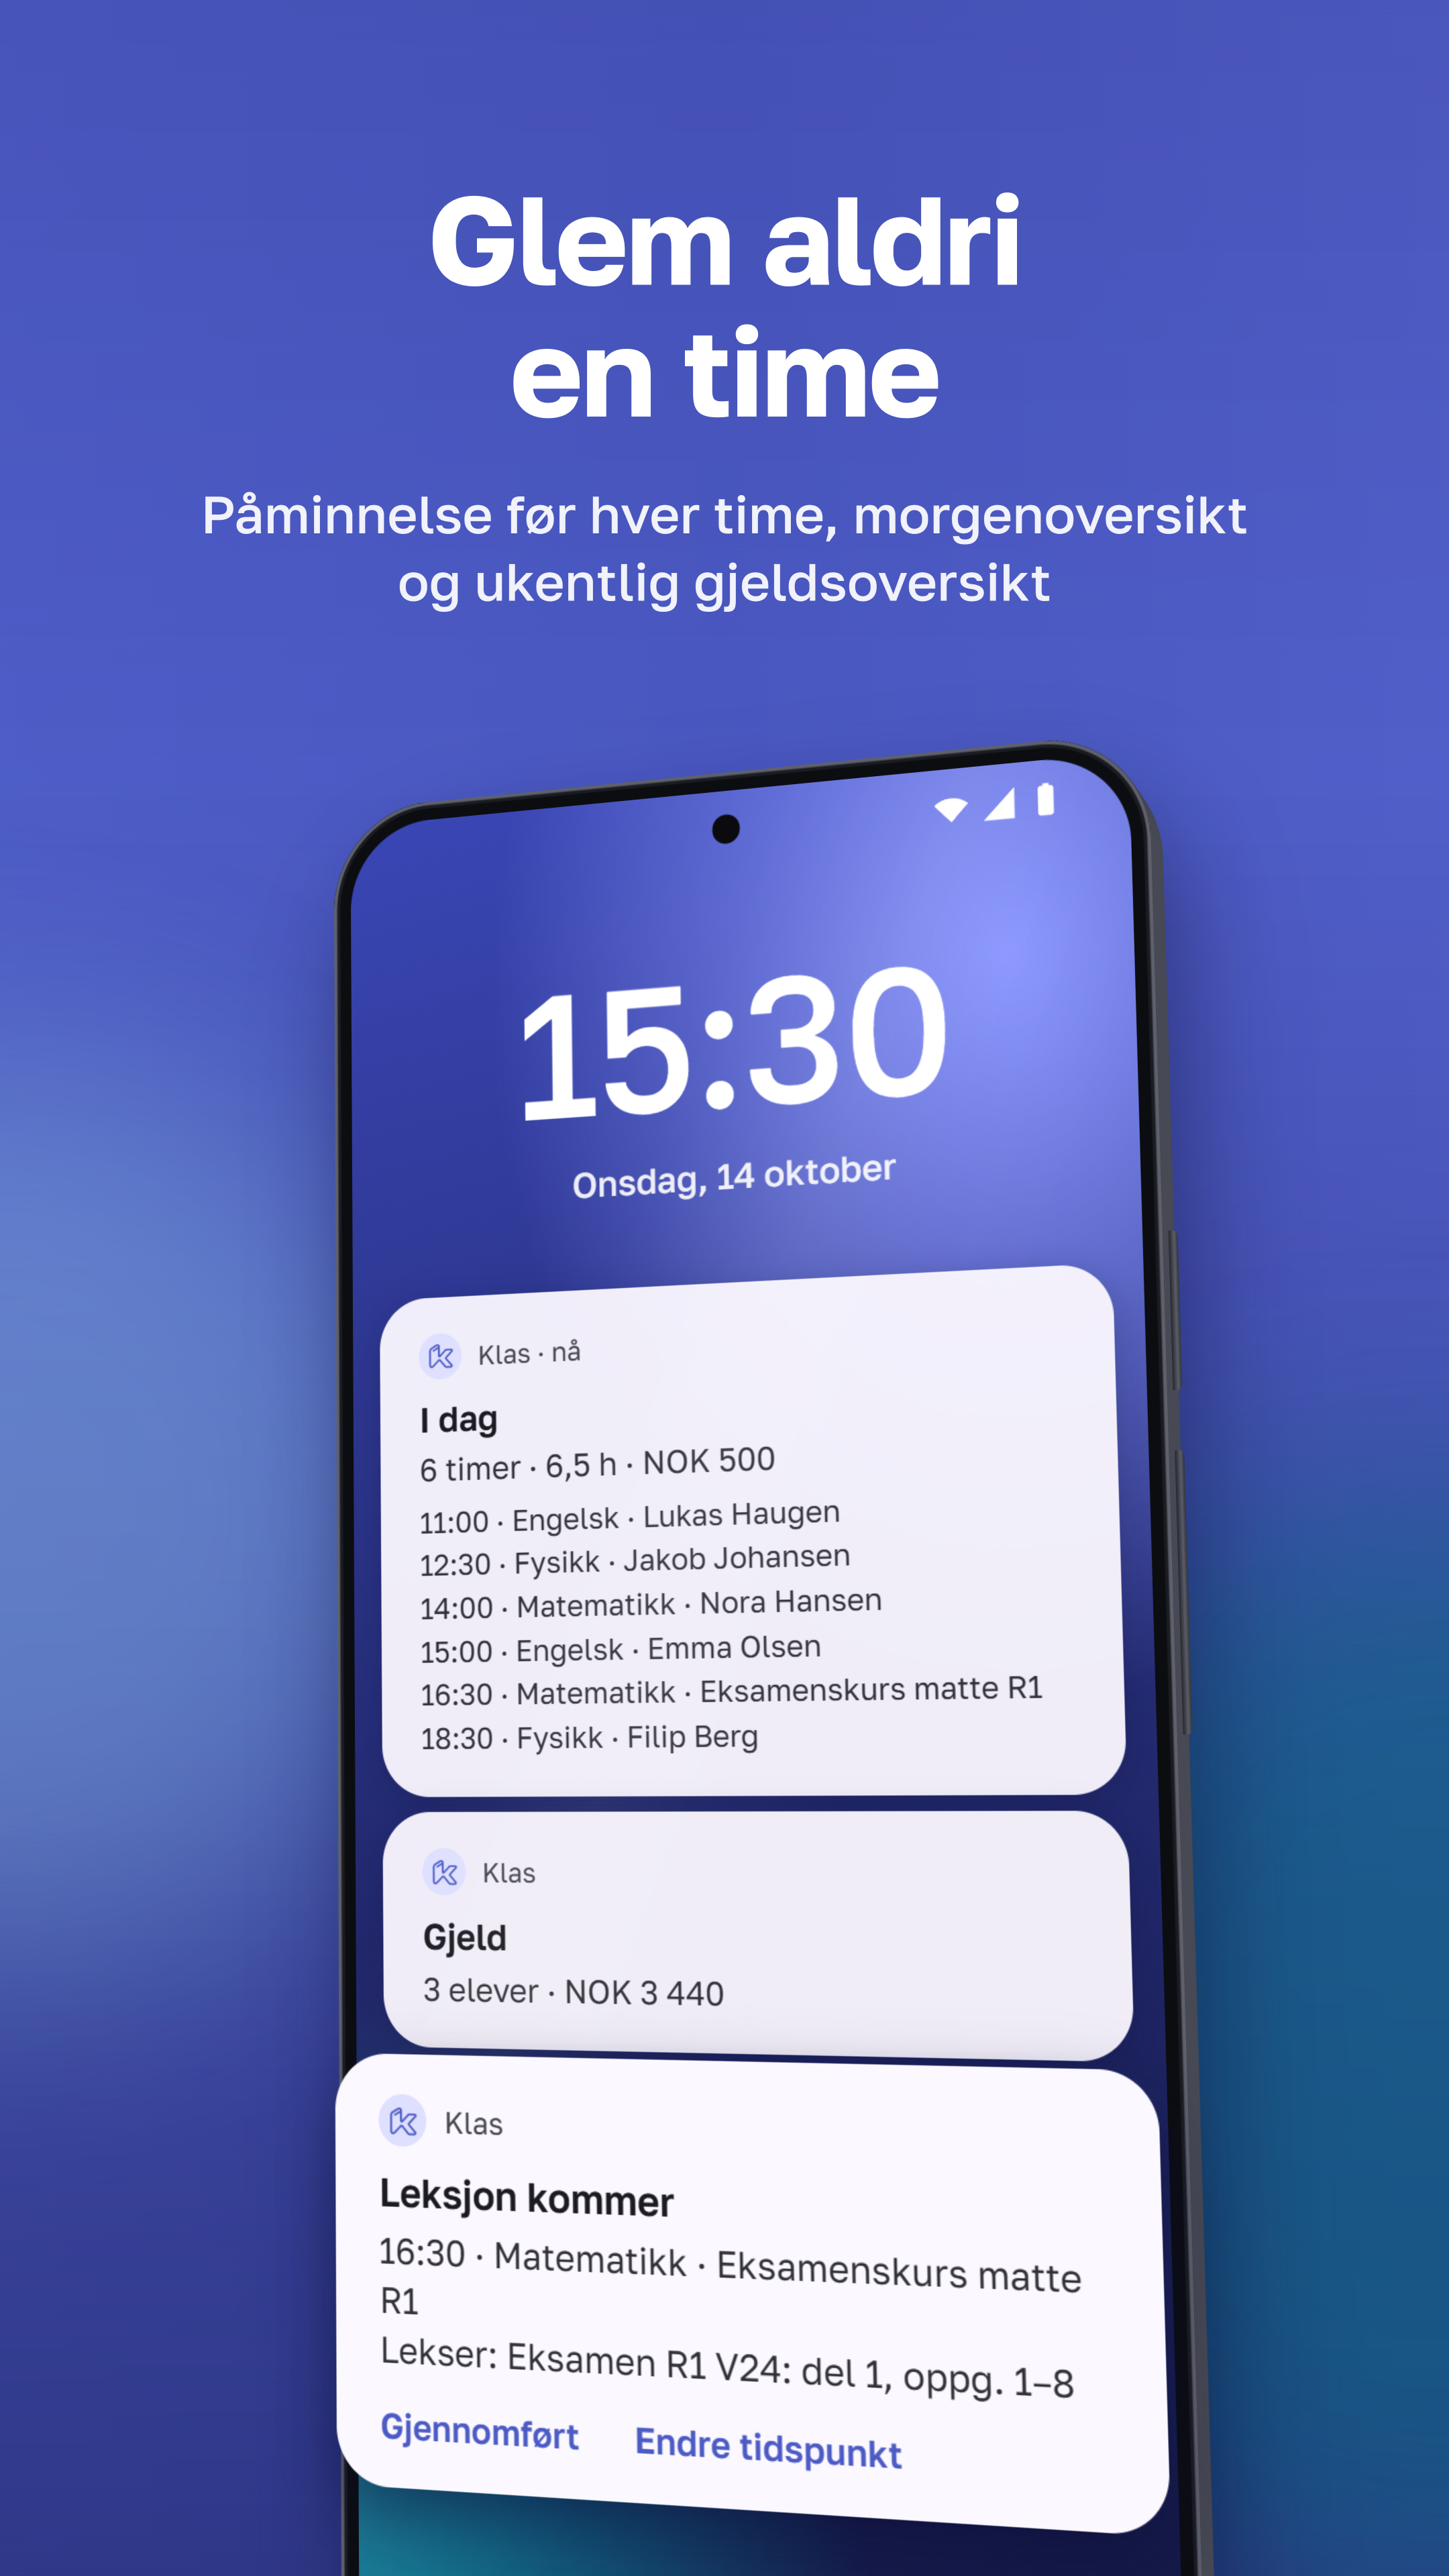 Glem aldri
en time
Påminnelse før hver time, morgenoversikt
og ukentlig gjeldsoversikt
15:30
Onsdag, 14 oktober
Klas · nå
I dag
6 timer · 6,5 h · NOK 500
11:00 · Engelsk · Lukas Haugen
12:30 · Fysikk · Jakob Johansen
14:00 · Matematikk · Nora Hansen
15:00 · Engelsk · Emma Olsen
16:30 · Matematikk · Eksamenskurs matte R1
18:30 · Fysikk · Filip Berg
Klas
Gjeld
3 elever · NOK 3 440
Klas
Leksjon kommer
16:30 · Matematikk · Eksamenskurs matte
R1
Lekser: Eksamen R1 V24: del 1, oppg. 1–8
Gjennomført Endre tidspunkt